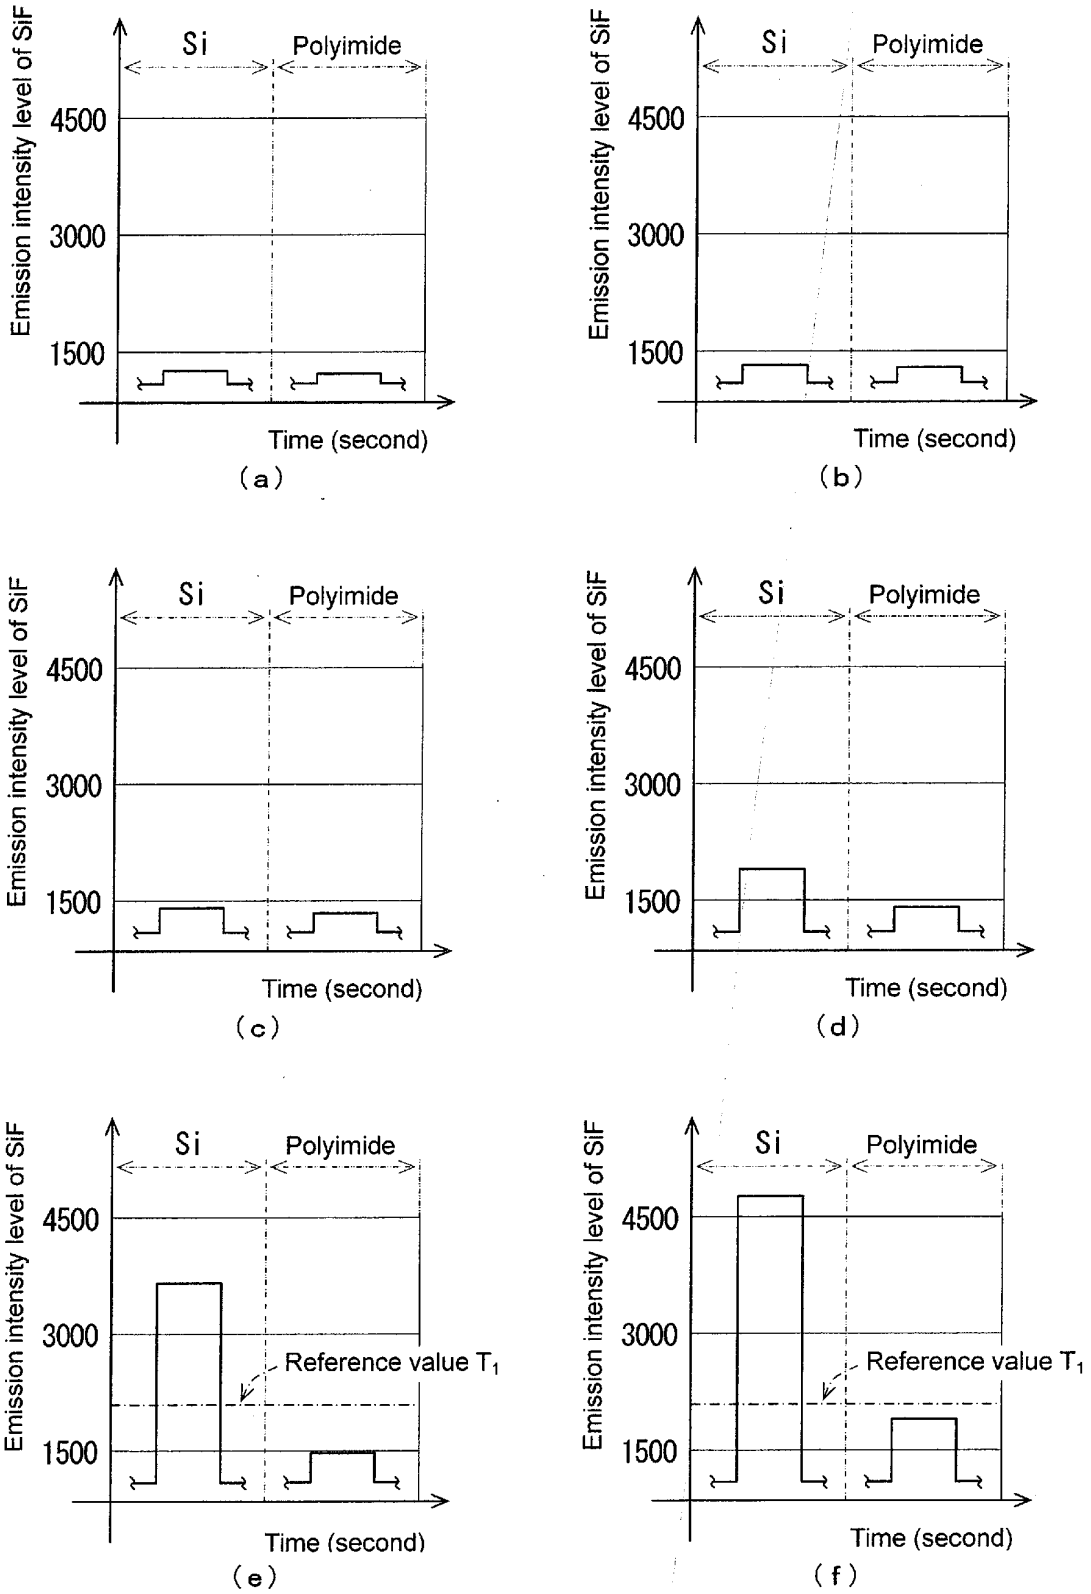 Emission intensity level of SiF
Si
Polyimide
4500
3000
1500
Time (second)
(a)
Emission intensity level of SiF
Si
Polyimide
4500
3000
1500
Time (second)
(b)
Emission intensity level of SiF
Si
Polyimide
4500
3000
1500
Time (second)
(c)
Emission intensity level of SiF
Si
Polyimide
4500
3000
1500
Time (second)
(d)
Emission intensity level of SiF
Si
Polyimide
4500
3000
Reference value T₁
1500
Time (second)
(e)
Emission intensity level of SiF
Si
Polyimide
4500
3000
Reference value T₁
1500
Time (second)
(f)